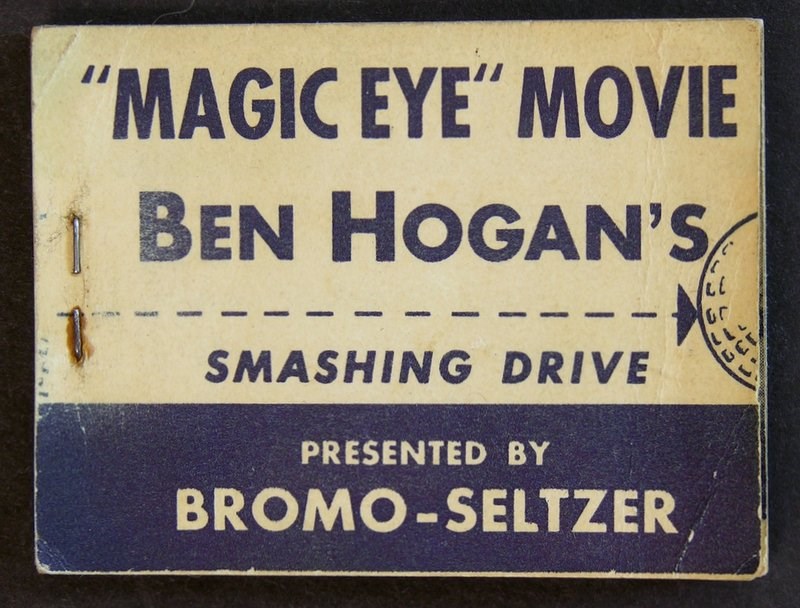 "MAGIC EYE" MOVIE
BEN HOGAN'S
SMASHING DRIVE
PRESENTED BY
BROMO-SELTZER